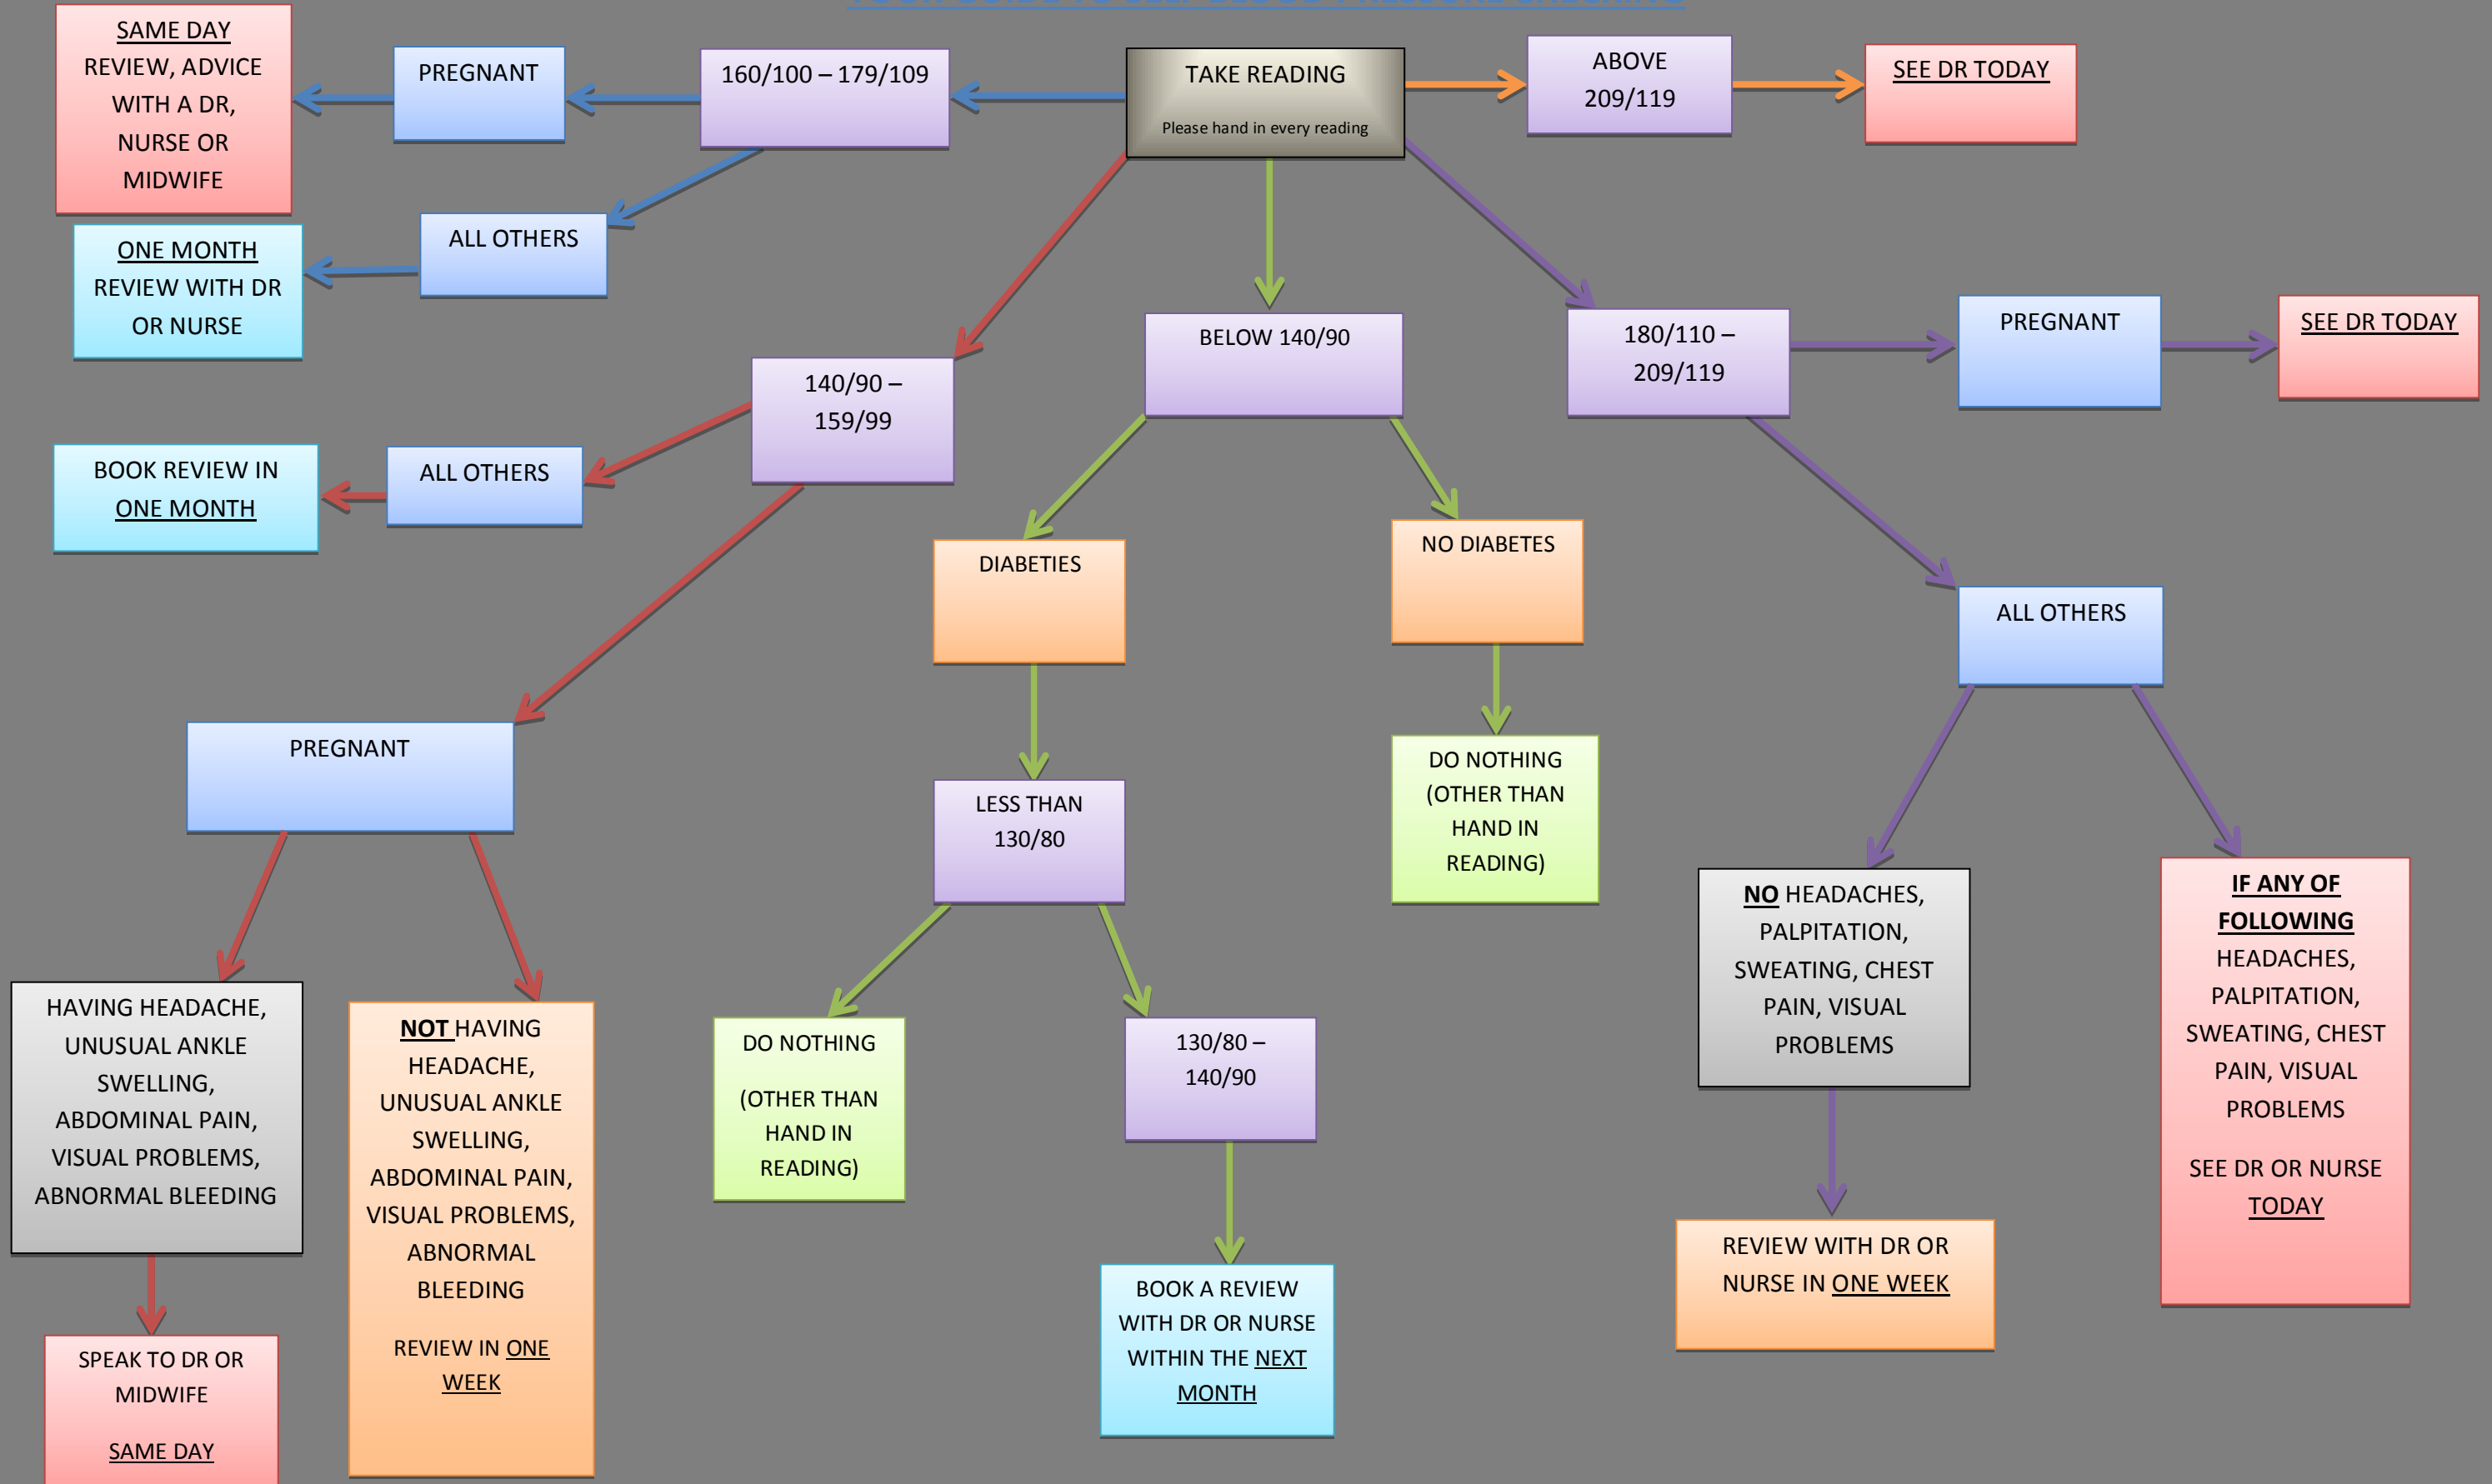 YOUR GUIDE TO SELF BLOOD PRESSURE CHECKING
SAME DAY
REVIEW, ADVICE
WITH A DR,
NURSE OR
MIDWIFE
PREGNANT
160/100 – 179/109
TAKE READING
Please hand in every reading
ABOVE
209/119
SEE DR TODAY
ONE MONTH
REVIEW WITH DR
OR NURSE
ALL OTHERS
BELOW 140/90
180/110 –
209/119
PREGNANT
SEE DR TODAY
140/90 –
159/99
BOOK REVIEW IN
ONE MONTH
ALL OTHERS
DIABETIES
NO DIABETES
ALL OTHERS
PREGNANT
LESS THAN
130/80
DO NOTHING
(OTHER THAN
HAND IN
READING)
NO HEADACHES,
PALPITATION,
SWEATING, CHEST
PAIN, VISUAL
PROBLEMS
IF ANY OF
FOLLOWING
HEADACHES,
PALPITATION,
SWEATING, CHEST
PAIN, VISUAL
PROBLEMS
SEE DR OR NURSE
TODAY
HAVING HEADACHE,
UNUSUAL ANKLE
SWELLING,
ABDOMINAL PAIN,
VISUAL PROBLEMS,
ABNORMAL BLEEDING
NOT HAVING
HEADACHE,
UNUSUAL ANKLE
SWELLING,
ABDOMINAL PAIN,
VISUAL PROBLEMS,
ABNORMAL
BLEEDING
REVIEW IN ONE
WEEK
DO NOTHING
(OTHER THAN
HAND IN
READING)
130/80 –
140/90
REVIEW WITH DR OR
NURSE IN ONE WEEK
BOOK A REVIEW
WITH DR OR NURSE
WITHIN THE NEXT
MONTH
SPEAK TO DR OR
MIDWIFE
SAME DAY